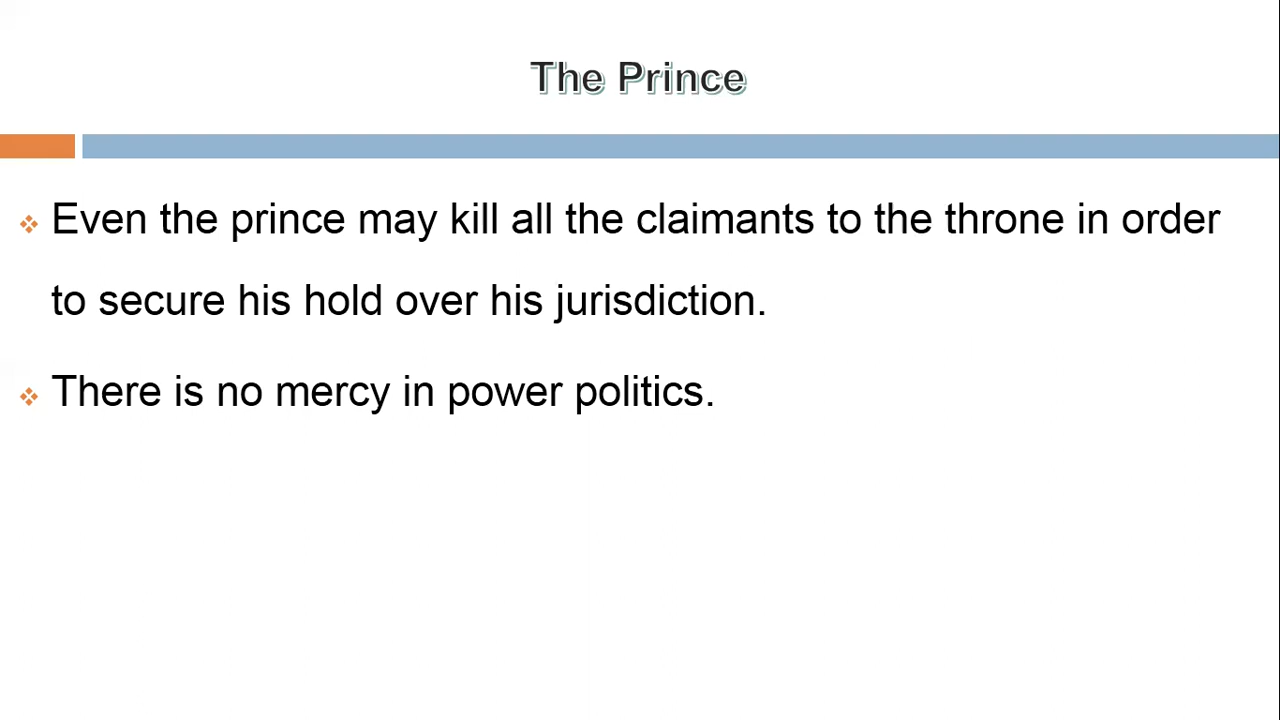 The Prince
Even the prince may kill all the claimants to the throne in order
to secure his hold over his jurisdiction.
There is no mercy in power politics.